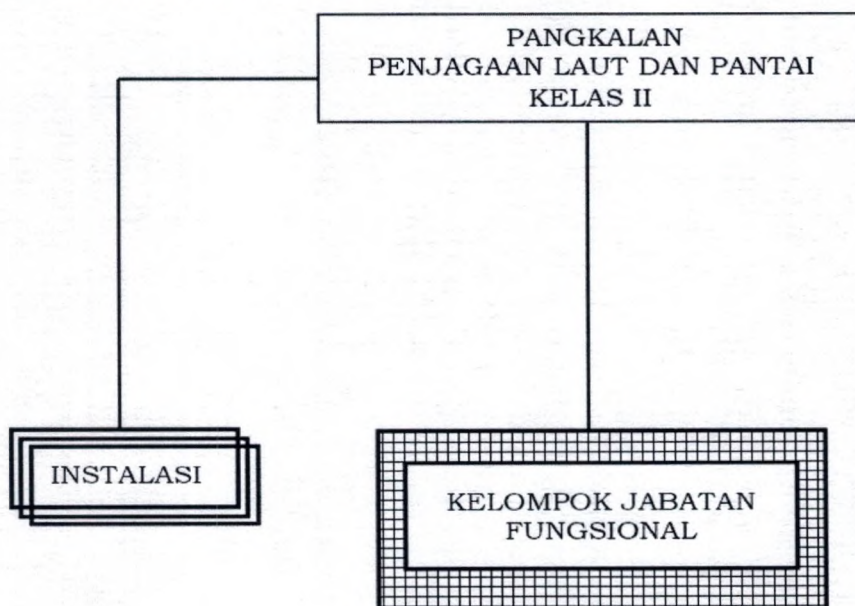 PANGKALAN
PENJAGAAN LAUT DAN PANTAI
KELAS II
INSTALASI
KELOMPOK JABATAN
FUNGSIONAL